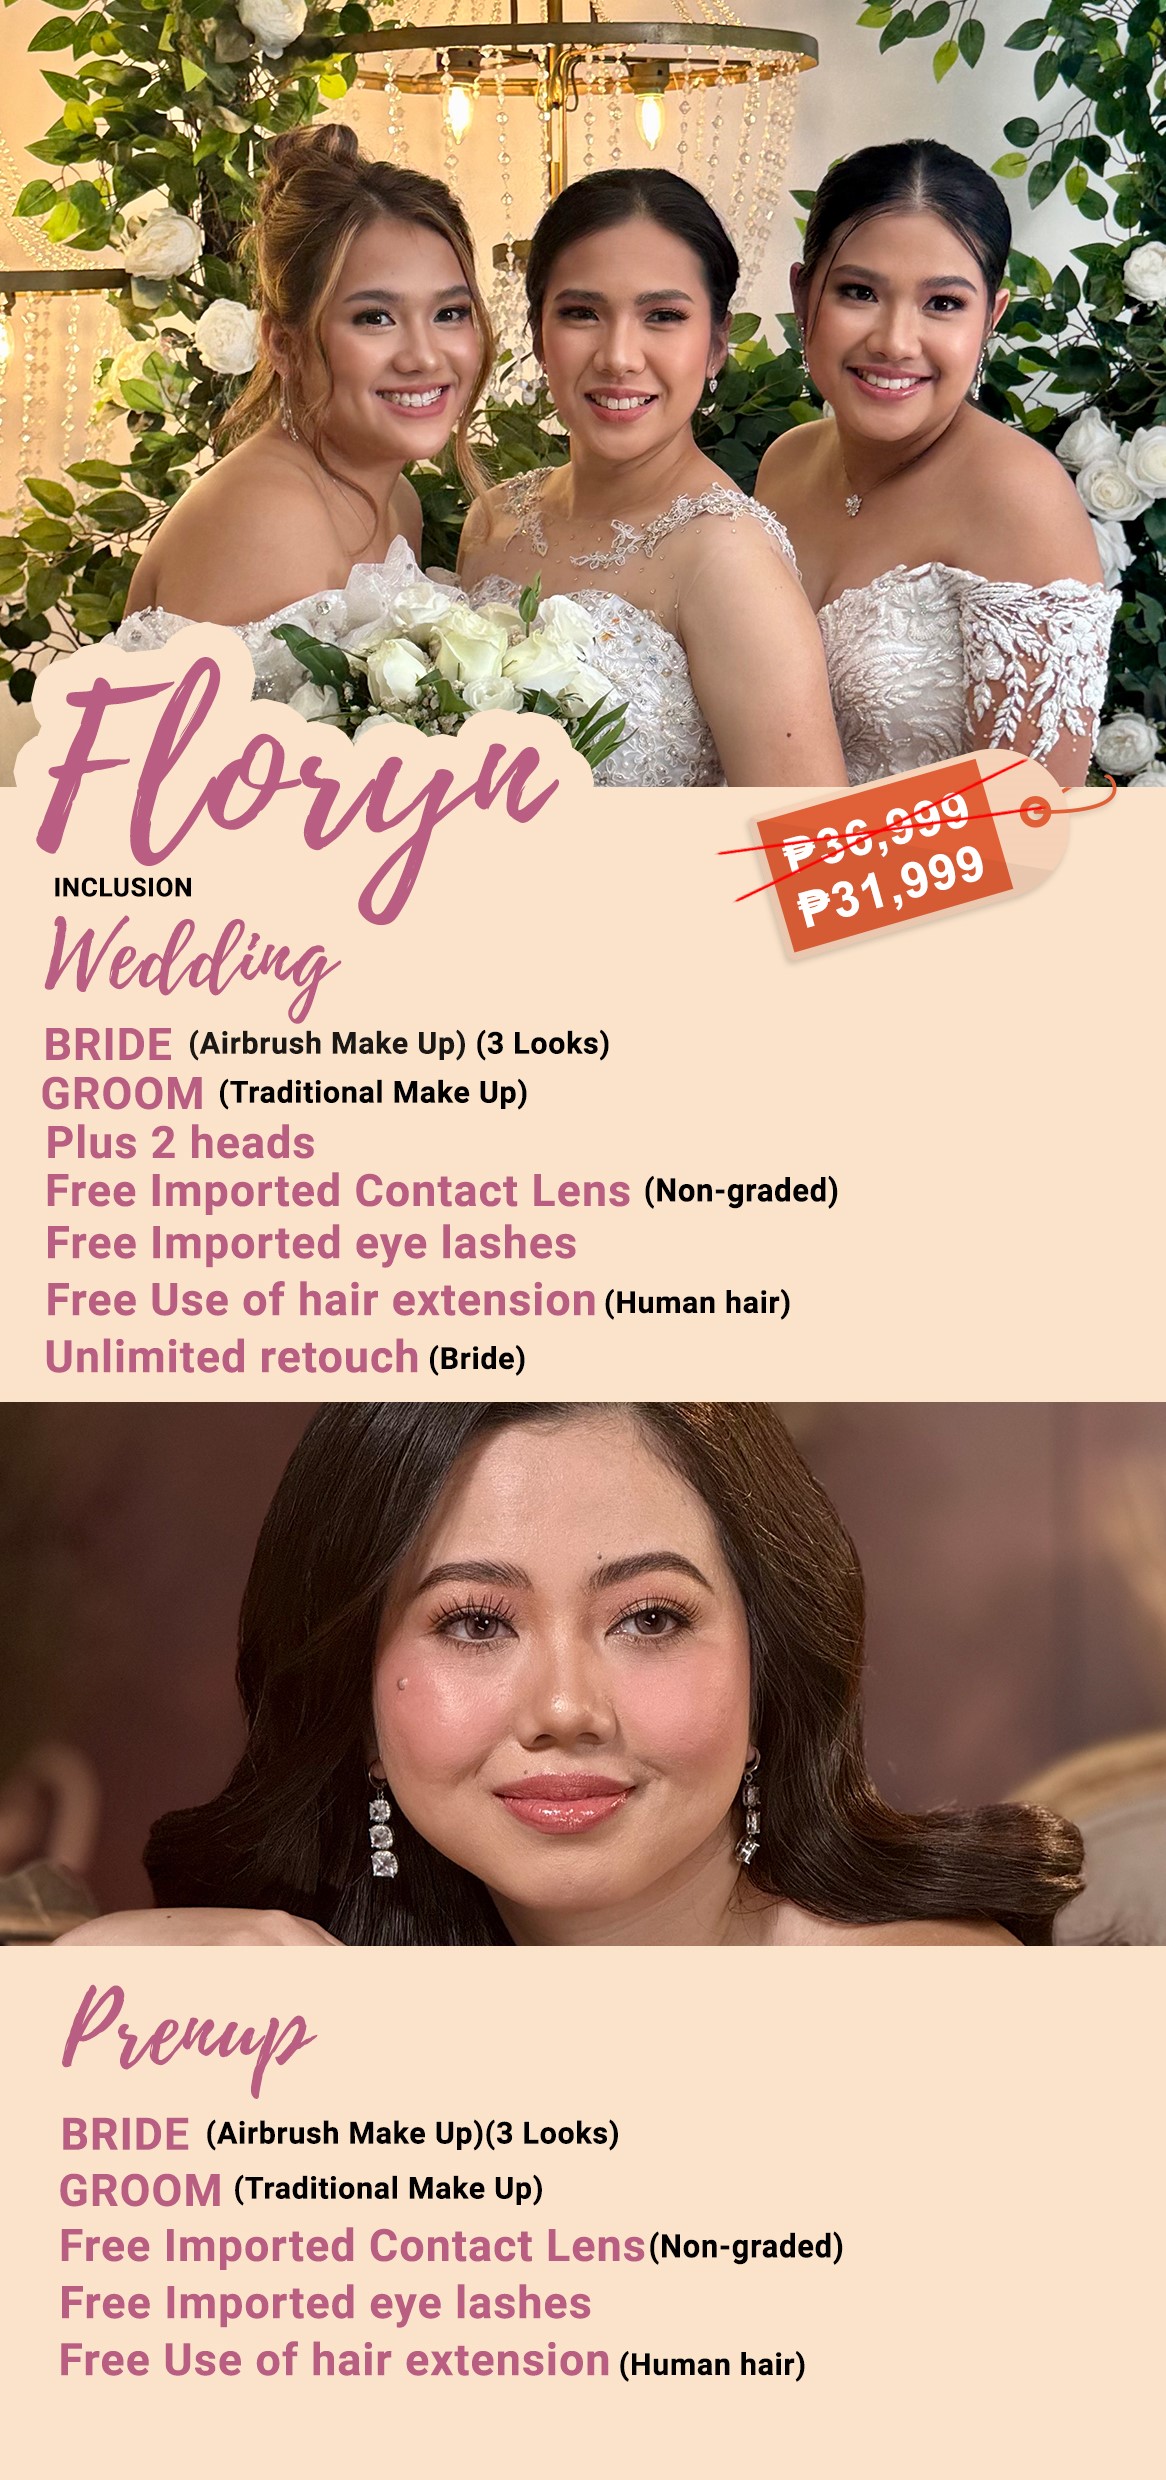 Floryn
₱36,999
₱31,999
INCLUSION
Wedding
BRIDE (Airbrush Make Up) (3 Looks)
GROOM (Traditional Make Up)
Plus 2 heads
Free Imported Contact Lens (Non-graded)
Free Imported eye lashes
Free Use of hair extension (Human hair)
Unlimited retouch (Bride)
Prenup
BRIDE (Airbrush Make Up)(3 Looks)
GROOM (Traditional Make Up)
Free Imported Contact Lens(Non-graded)
Free Imported eye lashes
Free Use of hair extension (Human hair)